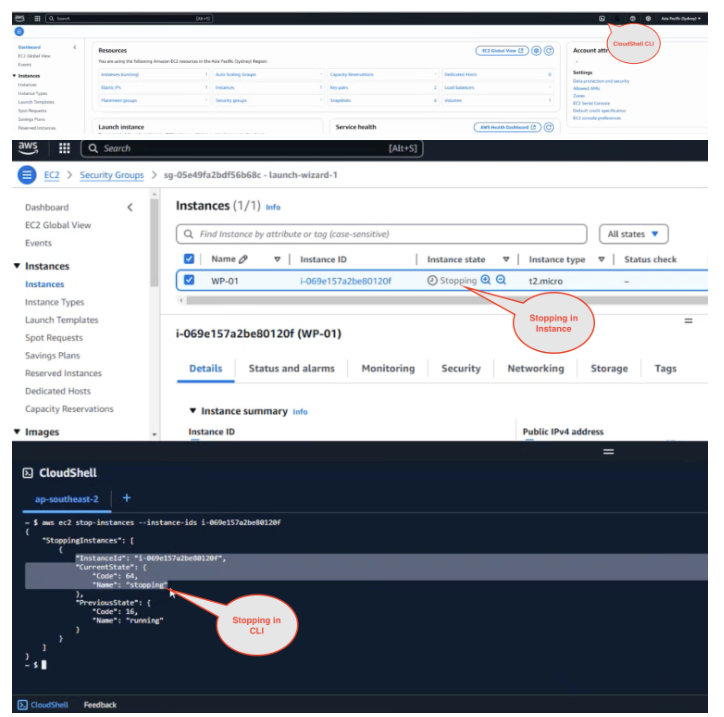 aws
Search
[Alt+S]
Asia Pacific (Sydney)
CloudShell CLI
Dashboard
EC2 Global View
Events
Instances
Instances
Instance Types
Launch Templates
Spot Requests
Savings Plans
Reserved Instances
Resources
EC2 Global View
You are using the following Amazon EC2 resources in the Asia Pacific (Sydney) Region:
Instances (running) 1
Auto Scaling Groups
Capacity Reservations
Dedicated Hosts 0
Elastic IPs 1
Instances 1
Key pairs 2
Load balancers
Placement groups
Security groups
Snapshots 6
Volumes 1
Launch instance
Service health
AWS Health Dashboard
Account attr
Settings
Data protection and security
Allowed AMIs
Zones
EC2 Serial Console
Default credit specification
EC2 console preferences
aws
Search
[Alt+S]
EC2 > Security Groups > sg-05e49fa2bdf56b68c - launch-wizard-1
Dashboard
EC2 Global View
Events
Instances
Instances
Instance Types
Launch Templates
Spot Requests
Savings Plans
Reserved Instances
Dedicated Hosts
Capacity Reservations
Images
Instances (1/1) Info
Find Instance by attribute or tag (case-sensitive)
All states
Name
Instance ID
Instance state
Instance type
Status check
WP-01
i-069e157a2be80120f
Stopping
t2.micro
–
Stopping in
Instance
i-069e157a2be80120f (WP-01)
Details
Status and alarms
Monitoring
Security
Networking
Storage
Tags
Instance summary Info
Instance ID
Public IPv4 address
CloudShell
ap-southeast-2
+
~ $ aws ec2 stop-instances --instance-ids i-069e157a2be80120f
{
"StoppingInstances": [
{
"InstanceId": "i-069e157a2be80120f",
"CurrentState": {
"Code": 64,
"Name": "stopping"
},
"PreviousState": {
"Code": 16,
"Name": "running"
}
}
]
}
~ $
Stopping in
CLI
CloudShell
Feedback